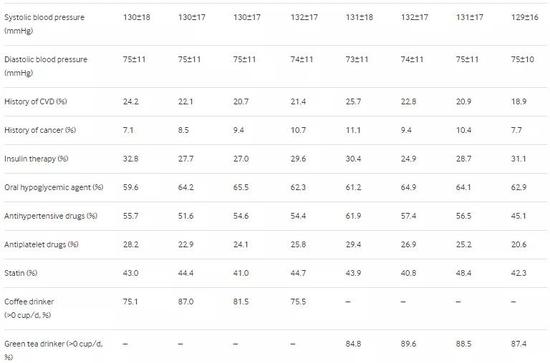 Systolic blood pressure 130±18 130±17 130±17 132±17 131±18 132±17 131±17 129±16
(mmHg)
Diastolic blood pressure 75±11 75±11 75±11 74±11 73±11 74±11 75±11 75±10
(mmHg)
History of CVD (%) 24.2 22.1 20.7 21.4 25.7 22.8 20.9 18.9
History of cancer (%) 7.1 8.5 9.4 10.7 11.1 9.4 10.4 7.7
Insulin therapy (%) 32.8 27.7 27.0 29.6 30.4 24.9 28.7 31.1
Oral hypoglycemic agent (%) 59.6 64.2 65.5 62.3 61.2 64.9 64.1 62.9
Antihypertensive drugs (%) 55.7 51.6 54.6 54.4 61.9 57.4 56.5 45.1
Antiplatelet drugs (%) 28.2 22.9 24.1 25.8 29.4 26.9 25.2 20.6
Statin (%) 43.0 44.4 41.0 44.7 43.9 40.8 48.4 42.3
Coffee drinker 75.1 87.0 81.5 75.5 – – – –
(>0 cup/d, %)
Green tea drinker (>0 cup/d, – – – – 84.8 89.6 88.5 87.4
%)